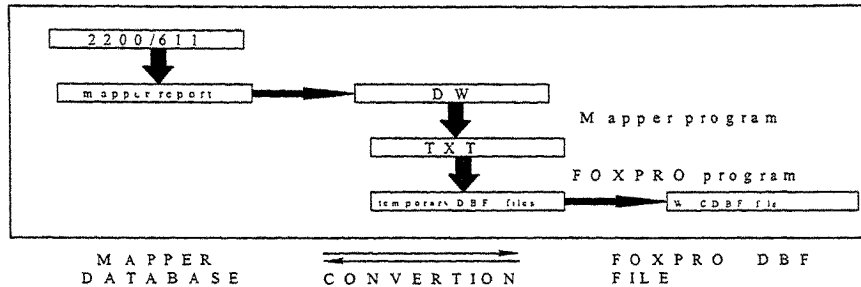 2200/611
mapper report
DW
Mapper program
TXT
FOXPRO program
temporary DBF files
MAPPER DATABASE
CONVERTION
FOXPRO DBF FILE